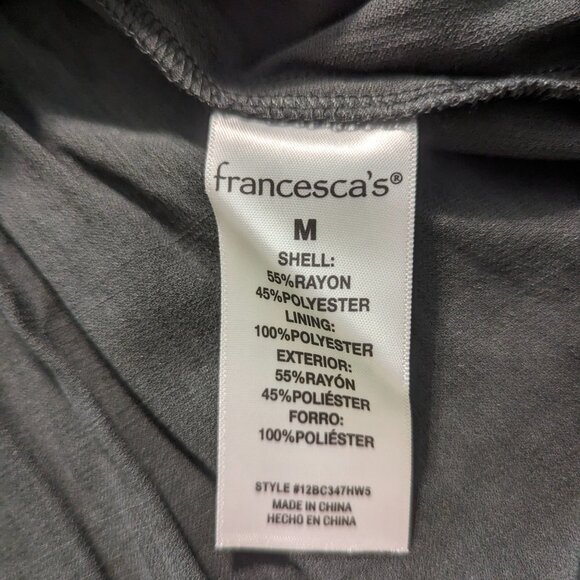 francesca's®
M
SHELL:
55%RAYON
45%POLYESTER
LINING:
100%POLYESTER
EXTERIOR:
55%RAYÓN
45%POLIÉSTER
FORRO:
100%POLIÉSTER
STYLE #12BC347HW5
MADE IN CHINA
HECHO EN CHINA